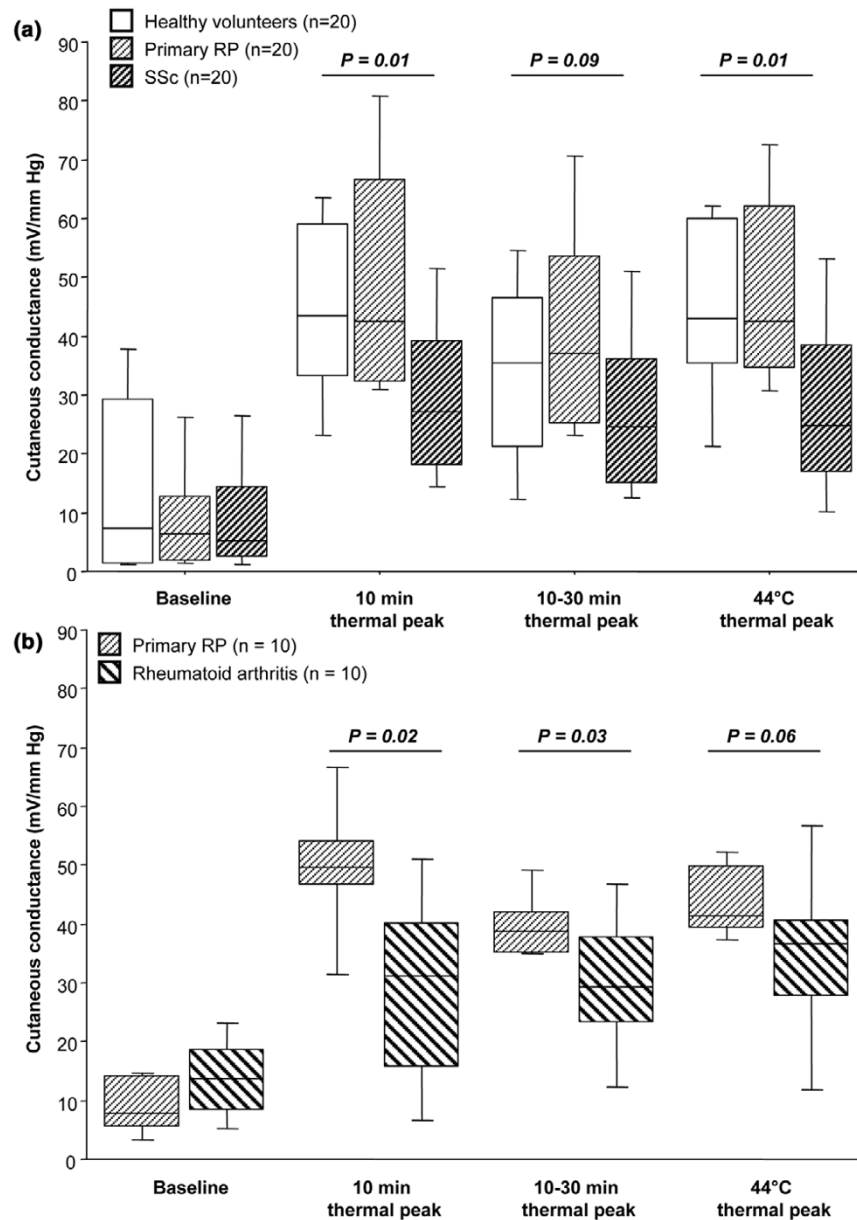 (a)
Healthy volunteers (n=20)
Primary RP (n=20)
SSc (n=20)
P = 0.01
P = 0.09
P = 0.01
Cutaneous conductance (mV/mm Hg)
90
80
70
60
50
40
30
20
10
0
Baseline
10 min
thermal peak
10-30 min
thermal peak
44°C
thermal peak
(b)
Primary RP (n = 10)
Rheumatoid arthritis (n = 10)
P = 0.02
P = 0.03
P = 0.06
Cutaneous conductance (mV/mm Hg)
90
80
70
60
50
40
30
20
10
0
Baseline
10 min
thermal peak
10-30 min
thermal peak
44°C
thermal peak